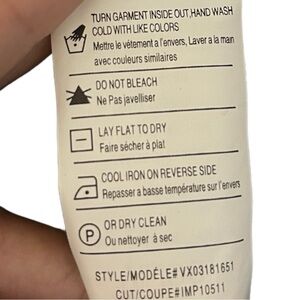 TURN GARMENT INSIDE OUT,HAND WASH
COLD WITH LIKE COLORS
Mettre le vêtement a l'envers, Laver a la main
avec couleurs similaires
DO NOT BLEACH
Ne Pas javelliser
LAY FLAT TO DRY
Faire sécher à plat
COOL IRON ON REVERSE SIDE
Repasser a basse température sur l'envers
P
OR DRY CLEAN
Ou nettoyer à sec
STYLE/MODÈLE#VX03181651
CUT/COUPE#IMP10511